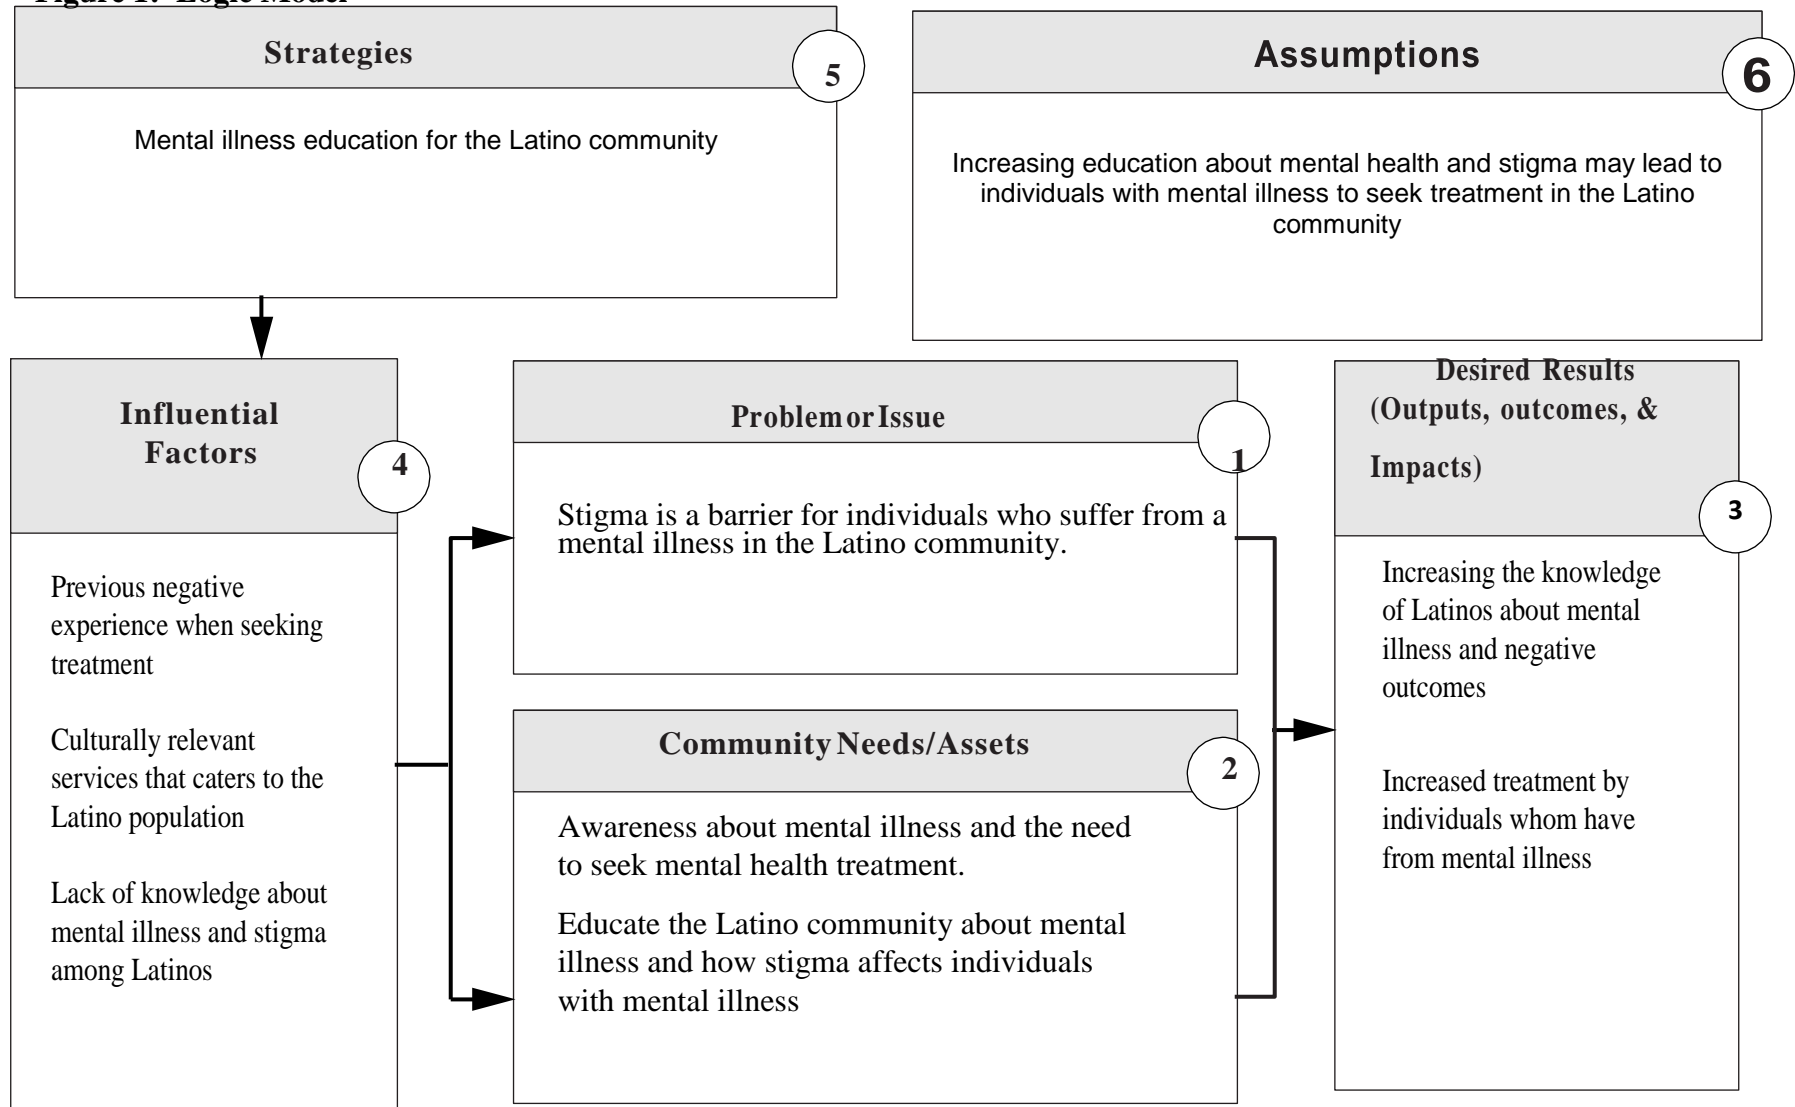 Figure 1.  Logic Model
Strategies
5
Mental illness education for the Latino community
Assumptions
6
Increasing education about mental health and stigma may lead to
individuals with mental illness to seek treatment in the Latino
community
Influential
Factors
4
Previous negative
experience when seeking
treatment
Culturally relevant
services that caters to the
Latino population
Lack of knowledge about
mental illness and stigma
among Latinos
Problem or Issue
1
Stigma is a barrier for individuals who suffer from a
mental illness in the Latino community.
Community Needs/Assets
2
Awareness about mental illness and the need
to seek mental health treatment.
Educate the Latino community about mental
illness and how stigma affects individuals
with mental illness
Desired Results
(Outputs, outcomes, &
Impacts)
3
Increasing the knowledge
of Latinos about mental
illness and negative
outcomes
Increased treatment by
individuals whom have
from mental illness